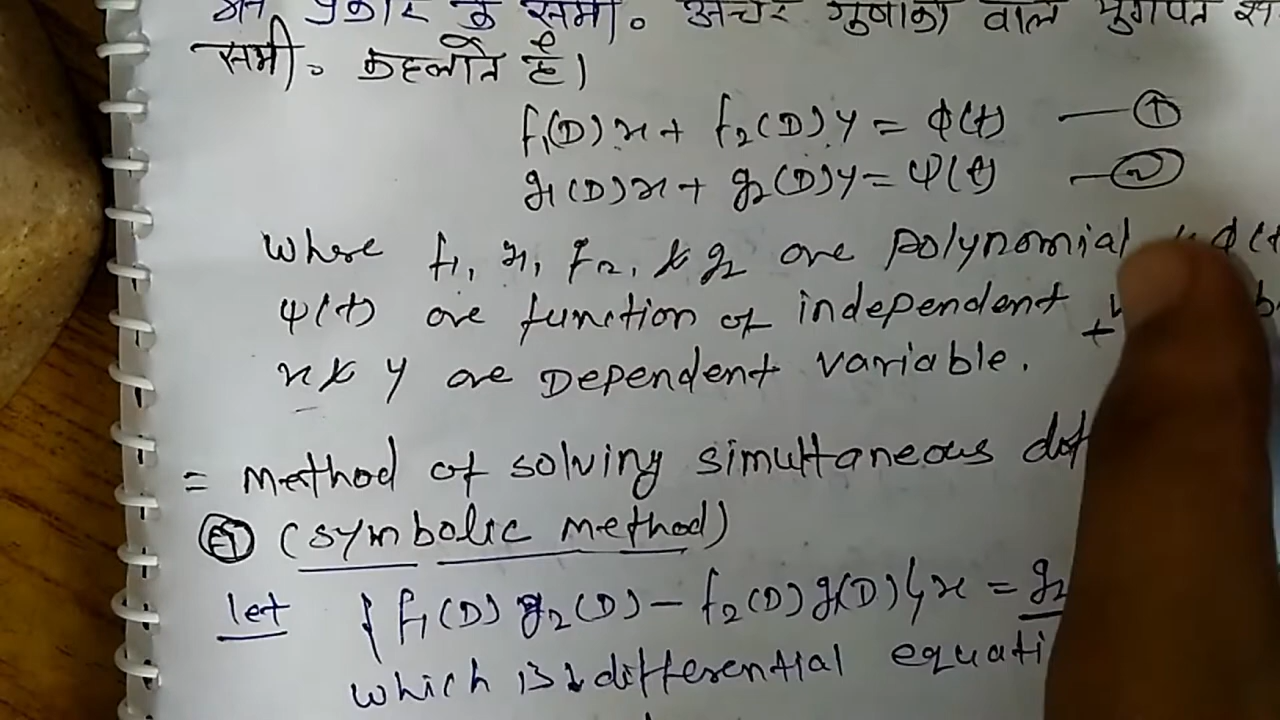 प्रकार के समी० अचर गुणांको वाले युगपत
समी० कहलाते है।
f₁(D)x + f₂(D)y = ϕ(t) —①
g₁(D)x + g₂(D)y = Ψ(t) —②
where f₁, g₁, f₂, & g₂ are polynomial & ϕ(t
Ψ(t) are function of independent
t
x & y are Dependent variable.
= method of solving simultaneous
(symbolic method)
let {f₁(D) g₂(D) – f₂(D) g₁(D)} x = g₂
which is differential equati